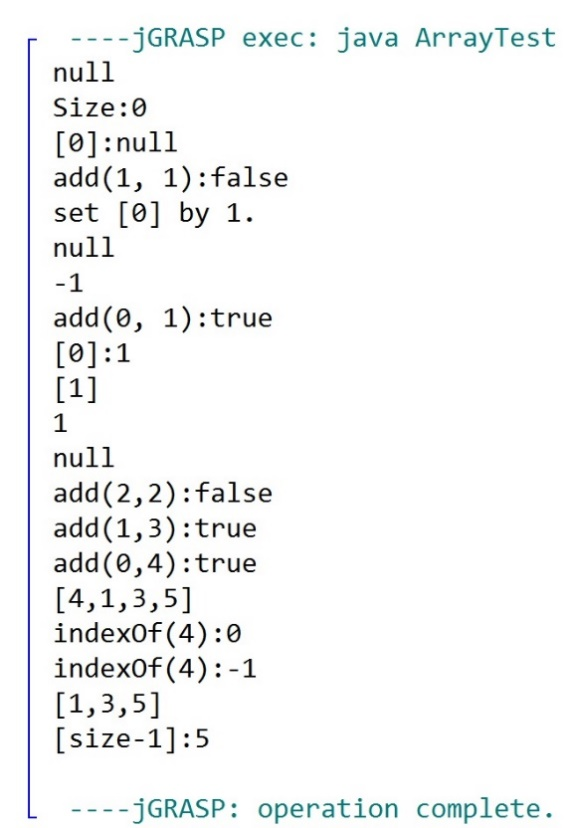 ----jGRASP exec: java ArrayTest
null
Size:0
[0]:null
add(1, 1):false
set [0] by 1.
null
-1
add(0, 1):true
[0]:1
[1]
1
null
add(2,2):false
add(1,3):true
add(0,4):true
[4,1,3,5]
indexOf(4):0
indexOf(4):-1
[1,3,5]
[size-1]:5
----jGRASP: operation complete.